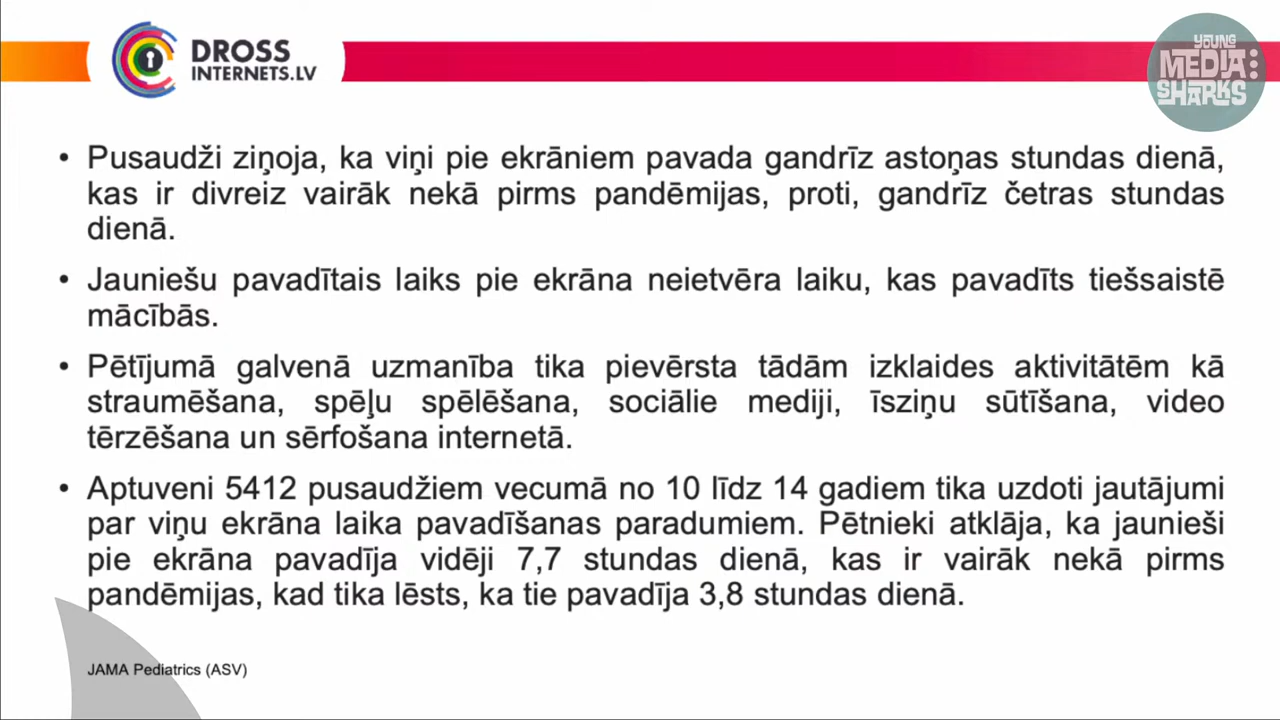 DROSS
INTERNETS.LV
YOUNG
MEDIA:
SHARKS
• Pusaudži ziņoja, ka viņi pie ekrāniem pavada gandrīz astoņas stundas dienā,
kas ir divreiz vairāk nekā pirms pandēmijas, proti, gandrīz četras stundas
dienā.
• Jauniešu pavadītais laiks pie ekrāna neietvēra laiku, kas pavadīts tiešsaistē
mācībās.
• Pētījumā galvenā uzmanība tika pievērsta tādām izklaides aktivitātēm kā
straumēšana, spēļu spēlēšana, sociālie mediji, īsziņu sūtīšana, video
tērzēšana un sērfošana internetā.
• Aptuveni 5412 pusaudžiem vecumā no 10 līdz 14 gadiem tika uzdoti jautājumi
par viņu ekrāna laika pavadīšanas paradumiem. Pētnieki atklāja, ka jaunieši
pie ekrāna pavadīja vidēji 7,7 stundas dienā, kas ir vairāk nekā pirms
pandēmijas, kad tika lēsts, ka tie pavadīja 3,8 stundas dienā.
JAMA Pediatrics (ASV)